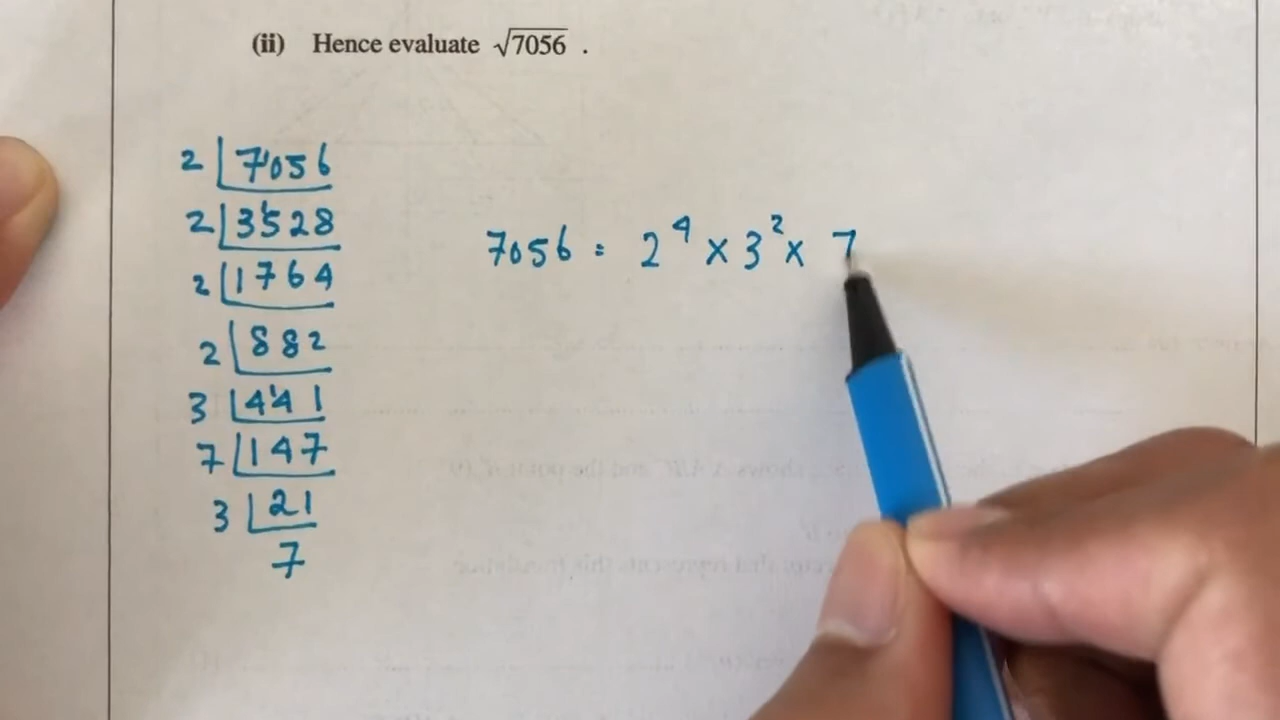 (ii) Hence evaluate √7056 .
2 | 7056
2 | 3528
2 | 1764
2 | 882
3 | 441
7 | 147
3 | 21
7
7056 = 2⁴ × 3² × 7